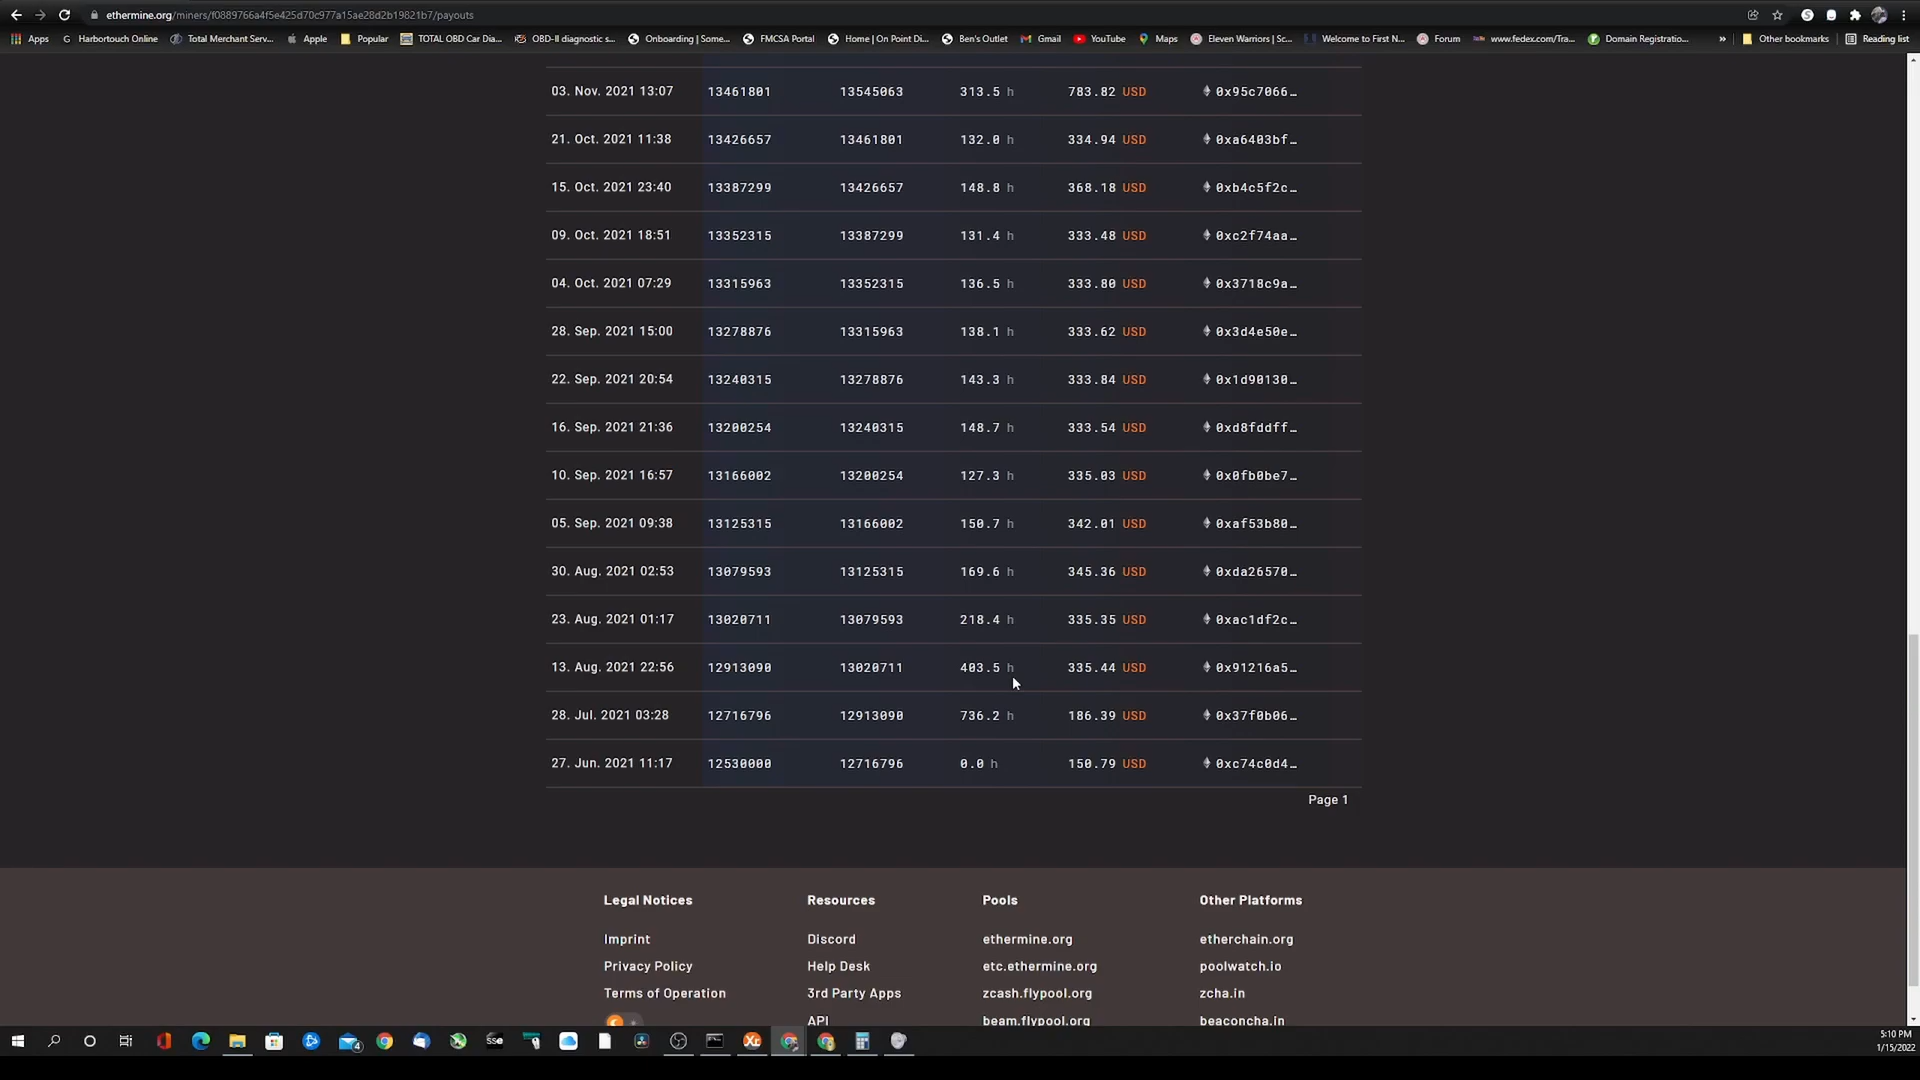 ethermine.org/miners/f0889766a4f5e425d70c977a15ae28d2b19821b7/payouts
Apps Harbortouch Online Total Merchant Serv... Apple Popular TOTAL OBD Car Dia... OBD-II diagnostic s... Onboarding | Some... FMCSA Portal Home | On Point Di... Ben's Outlet Gmail YouTube Maps Eleven Warriors | Sc... Welcome to First N... Forum www.fedex.com/Tra... Domain Registratio... » Other bookmarks Reading list
03. Nov. 2021 13:07 13461801 13545063 313.5 h 783.82 USD 0x95c7066…
21. Oct. 2021 11:38 13426657 13461801 132.0 h 334.94 USD 0xa6403bf…
15. Oct. 2021 23:40 13387299 13426657 148.8 h 368.18 USD 0xb4c5f2c…
09. Oct. 2021 18:51 13352315 13387299 131.4 h 333.48 USD 0xc2f74aa…
04. Oct. 2021 07:29 13315963 13352315 136.5 h 333.80 USD 0x3718c9a…
28. Sep. 2021 15:00 13278876 13315963 138.1 h 333.62 USD 0x3d4e50e…
22. Sep. 2021 20:54 13240315 13278876 143.3 h 333.84 USD 0x1d90130…
16. Sep. 2021 21:36 13200254 13240315 148.7 h 333.54 USD 0xd8fddff…
10. Sep. 2021 16:57 13166002 13200254 127.3 h 335.03 USD 0x0fb0be7…
05. Sep. 2021 09:38 13125315 13166002 150.7 h 342.01 USD 0xaf53b80…
30. Aug. 2021 02:53 13079593 13125315 169.6 h 345.36 USD 0xda26570…
23. Aug. 2021 01:17 13020711 13079593 218.4 h 335.35 USD 0xac1df2c…
13. Aug. 2021 22:56 12913090 13020711 403.5 h 335.44 USD 0x91216a5…
28. Jul. 2021 03:28 12716796 12913090 736.2 h 186.39 USD 0x37f0b06…
27. Jun. 2021 11:17 12530000 12716796 0.0 h 150.79 USD 0xc74c0d4…
Page 1
Legal Notices Resources Pools Other Platforms
Imprint Discord ethermine.org etherchain.org
Privacy Policy Help Desk etc.ethermine.org poolwatch.io
Terms of Operation 3rd Party Apps zcash.flypool.org zcha.in
API beam.flypool.org beaconcha.in
4 sse Xc
5:10 PM
1/15/2022